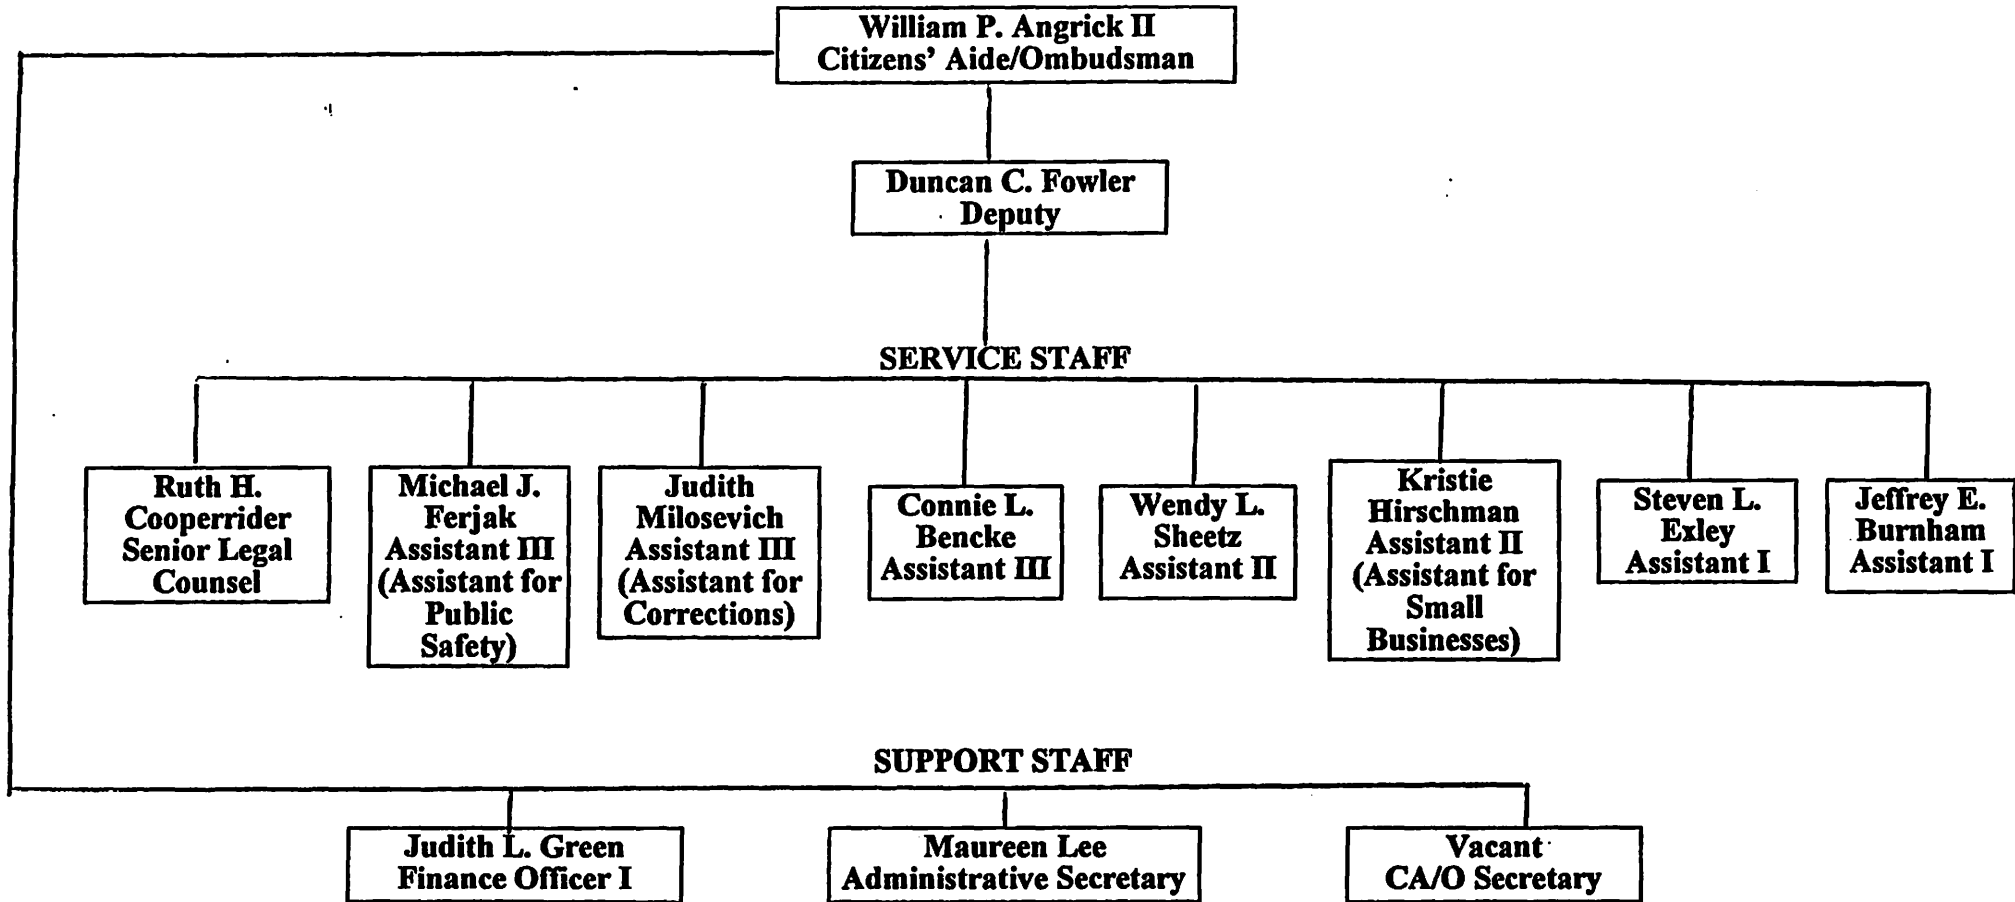 William P. Angrick II
Citizens' Aide/Ombudsman
Duncan C. Fowler
Deputy
SERVICE STAFF
Ruth H.
Cooperrider
Senior Legal
Counsel
Michael J.
Ferjak
Assistant III
(Assistant for
Public
Safety)
Judith
Milosevich
Assistant III
(Assistant for
Corrections)
Connie L.
Bencke
Assistant III
Wendy L.
Sheetz
Assistant II
Kristie
Hirschman
Assistant II
(Assistant for
Small
Businesses)
Steven L.
Exley
Assistant I
Jeffrey E.
Burnham
Assistant I
SUPPORT STAFF
Judith L. Green
Finance Officer I
Maureen Lee
Administrative Secretary
Vacant
CA/O Secretary